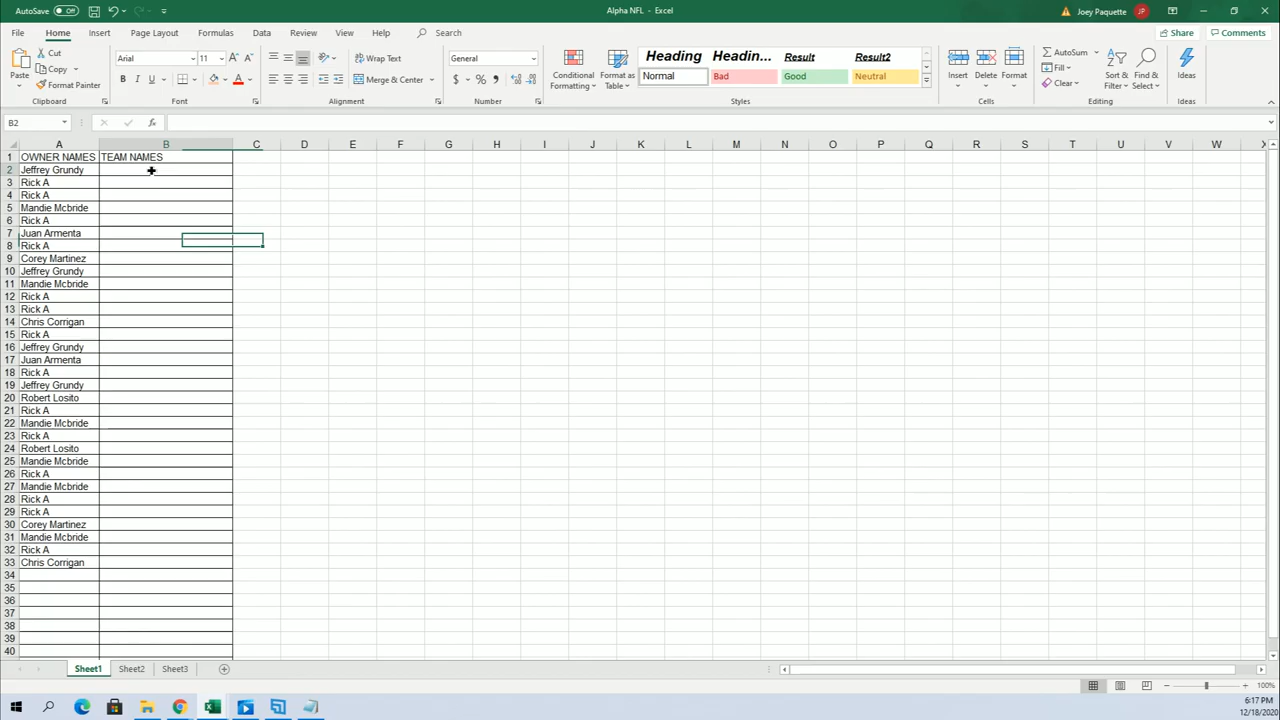 AutoSave Off
Alpha NFL - Excel
Joey Paquette JP
File Home Insert Page Layout Formulas Data Review View Help Search Share Comments
Paste Cut Copy Format Painter Clipboard
Arial 11 A A B I U A Font
Wrap Text Merge & Center Alignment
General $ % , Number
Conditional Formatting Format as Table
Heading Headin... Result Result2
Normal Bad Good Neutral
Styles
Insert Delete Format Cells
AutoSum Fill Clear Sort & Filter Find & Select Editing
Ideas Ideas
B2 fx
A B C D E F G H I J K L M N O P Q R S T U V W X
1 OWNER NAMES TEAM NAMES
2 Jeffrey Grundy
3 Rick A
4 Rick A
5 Mandie Mcbride
6 Rick A
7 Juan Armenta
8 Rick A
9 Corey Martinez
10 Jeffrey Grundy
11 Mandie Mcbride
12 Rick A
13 Rick A
14 Chris Corrigan
15 Rick A
16 Jeffrey Grundy
17 Juan Armenta
18 Rick A
19 Jeffrey Grundy
20 Robert Losito
21 Rick A
22 Mandie Mcbride
23 Rick A
24 Robert Losito
25 Mandie Mcbride
26 Rick A
27 Mandie Mcbride
28 Rick A
29 Rick A
30 Corey Martinez
31 Mandie Mcbride
32 Rick A
33 Chris Corrigan
34
35
36
37
38
39
40
Sheet1 Sheet2 Sheet3
100%
6:17 PM
12/18/2020